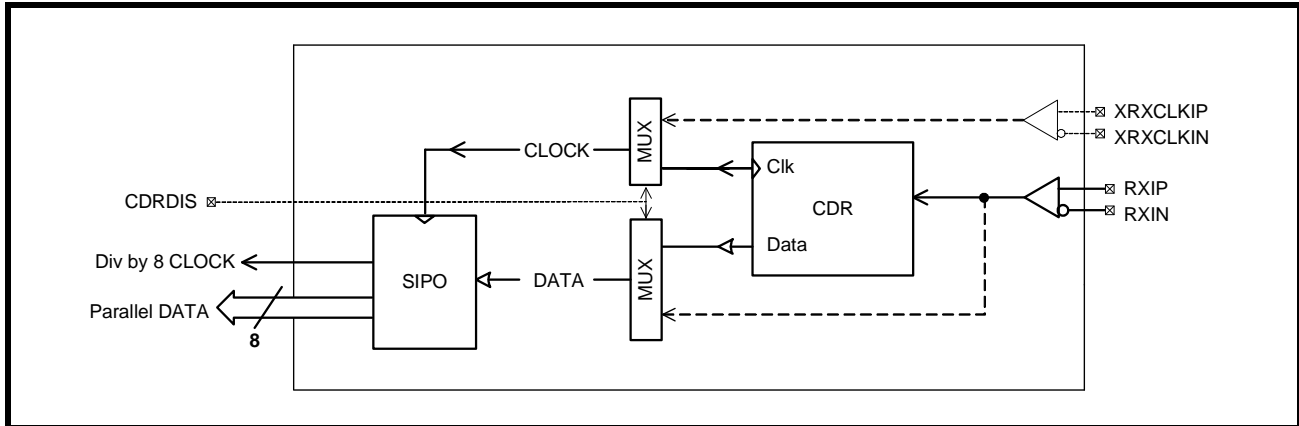 XRXCLKIP
XRXCLKIN
MUX
CLOCK
Clk
CDRDIS
CDR
RXIP
RXIN
Data
Div by 8 CLOCK
SIPO
DATA
MUX
Parallel DATA
8